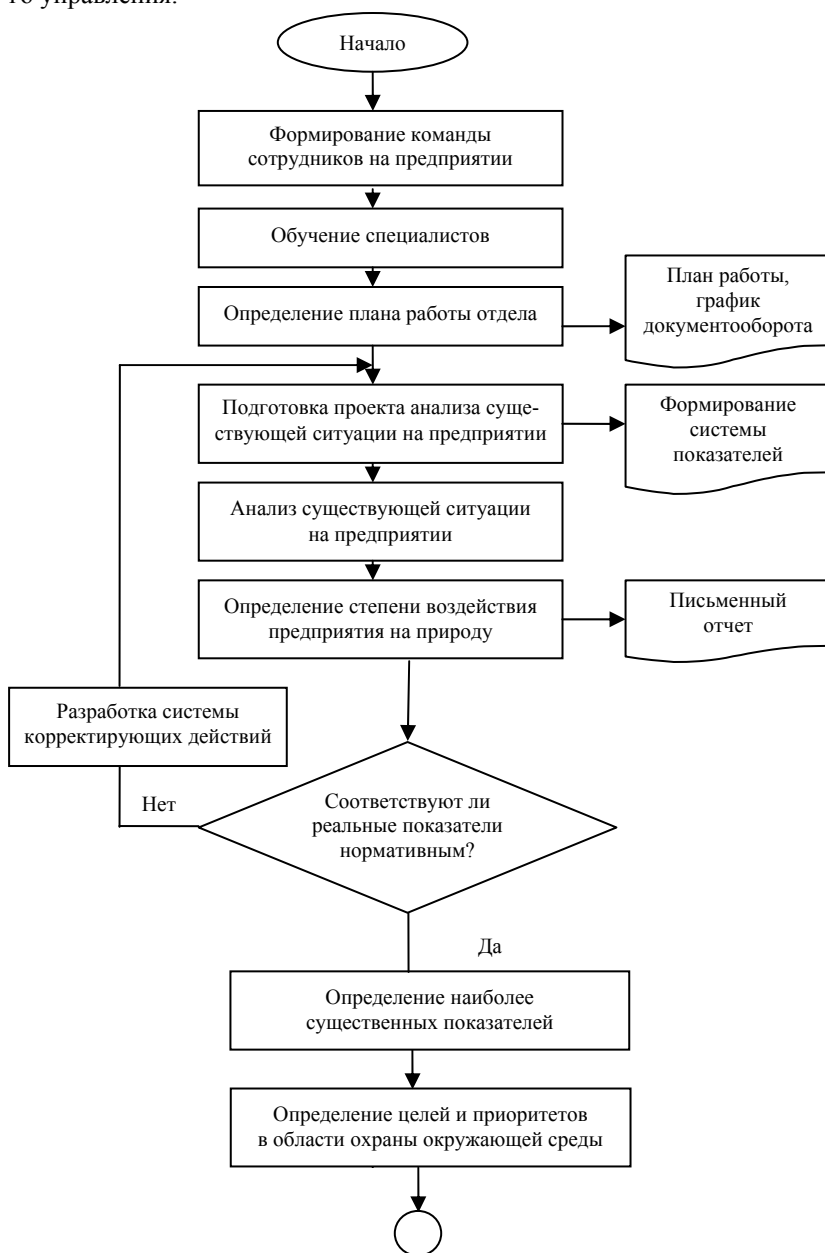 го управления.
Начало
Формирование команды
сотрудников на предприятии
Обучение специалистов
План работы,
график
документооборота
Определение плана работы отдела
Подготовка проекта анализа суще-
ствующей ситуации на предприятии
Формирование
системы
показателей
Анализ существующей ситуации
на предприятии
Определение степени воздействия
предприятия на природу
Письменный
отчет
Разработка системы
корректирующих действий
Нет
Соответствуют ли
реальные показатели
нормативным?
Да
Определение наиболее
существенных показателей
Определение целей и приоритетов
в области охраны окружающей среды